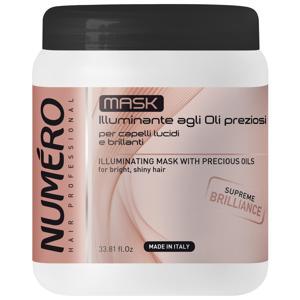 NUMÉRO
HAIR PROFESSIONAL
MASK
Illuminante agli Oli preziosi
per capelli lucidi
e brillanti
ILLUMINATING MASK WITH PRECIOUS OILS
for bright, shiny hair
SUPREME
BRILLIANCE
33.81 fl.Oz
MADE IN ITALY